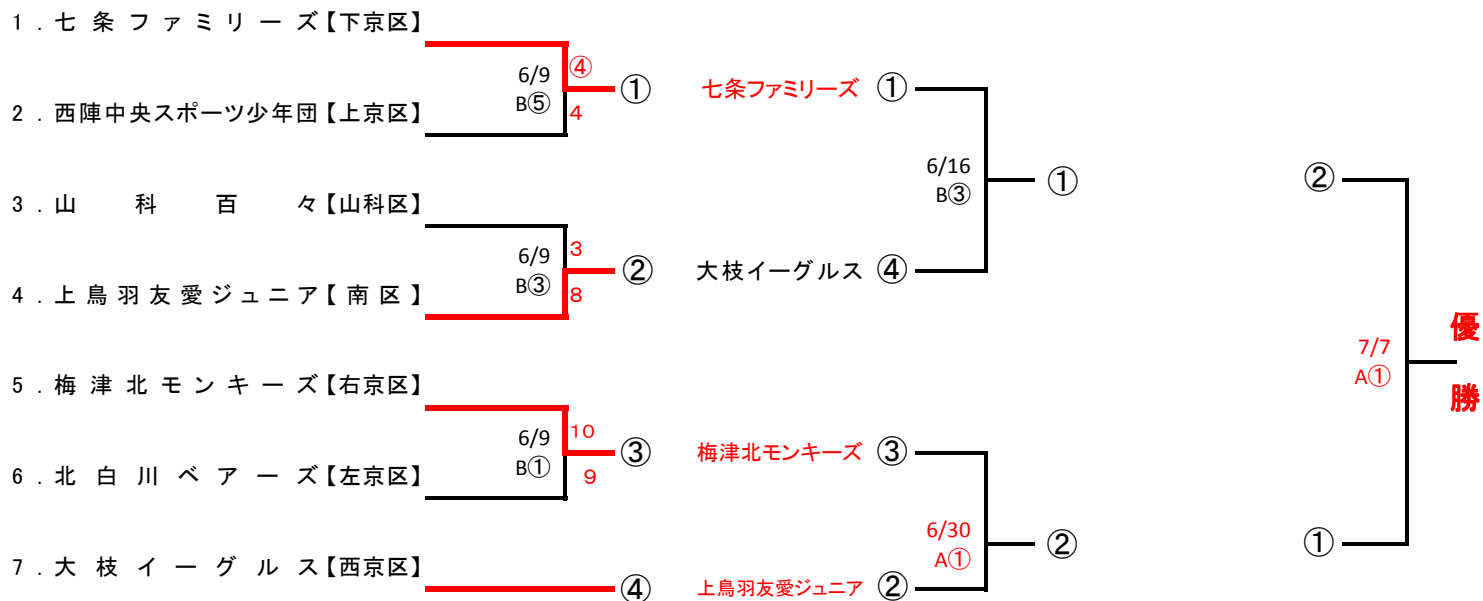 1．七条ファミリーズ【下京区】
6/9 ④ ① 七条ファミリーズ ①
B⑤
2．西陣中央スポーツ少年団【上京区】 4
6/16
B③ ① ②
3．山科百々【山科区】
6/9 3 ② 大枝イーグルス ④
B③ 8
4．上鳥羽友愛ジュニア【南区】
優勝
7/7
A①
5．梅津北モンキーズ【右京区】
6/9 10 ③ 梅津北モンキーズ ③
B① 9
6．北白川ベアーズ【左京区】
6/30
A① ② ①
7．大枝イーグルス【西京区】
④ 上鳥羽友愛ジュニア ②